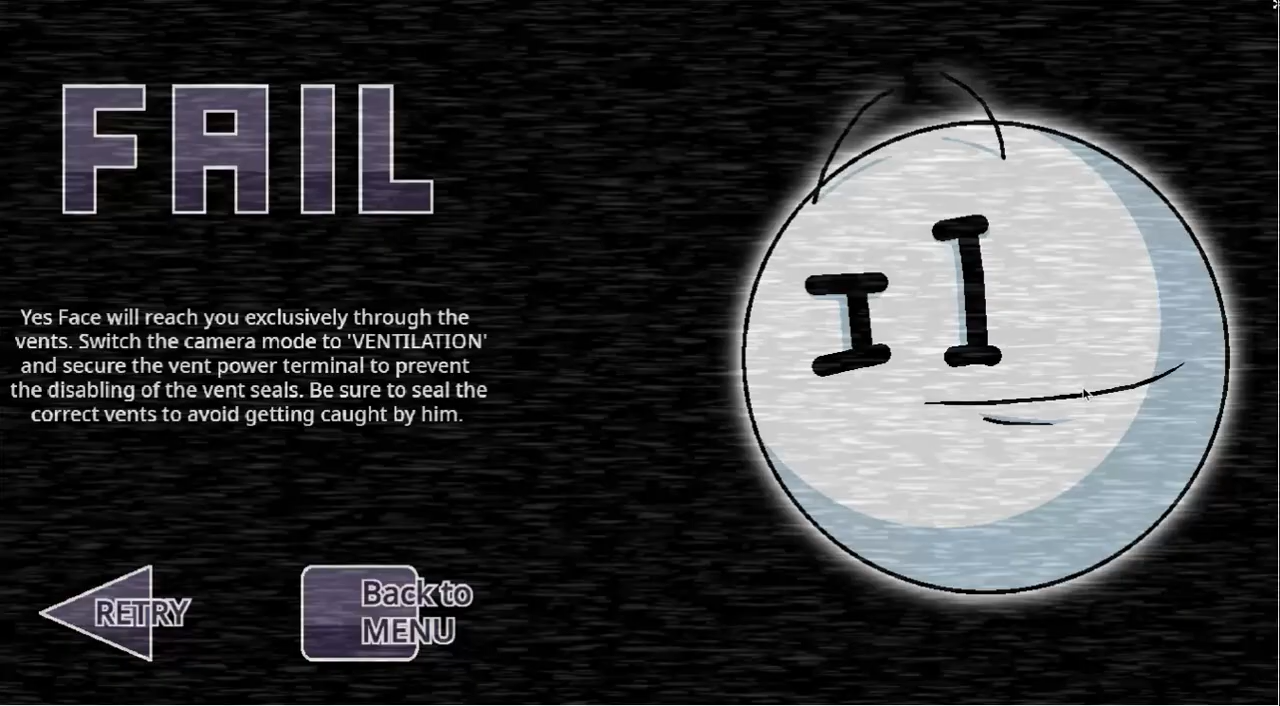 FAIL
Yes Face will reach you exclusively through the
vents. Switch the camera mode to 'VENTILATION'
and secure the vent power terminal to prevent
the disabling of the vent seals. Be sure to seal the
correct vents to avoid getting caught by him.
RETRY
Back to
MENU